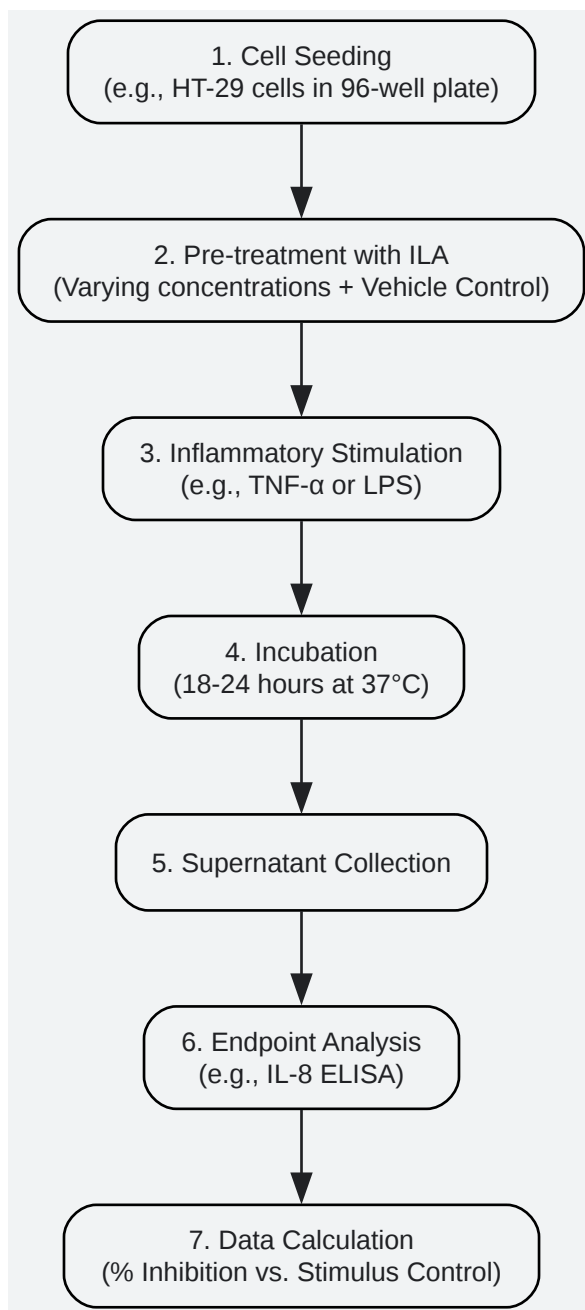 1. Cell Seeding
(e.g., HT-29 cells in 96-well plate)
2. Pre-treatment with ILA
(Varying concentrations + Vehicle Control)
3. Inflammatory Stimulation
(e.g., TNF-α or LPS)
4. Incubation
(18-24 hours at 37°C)
5. Supernatant Collection
6. Endpoint Analysis
(e.g., IL-8 ELISA)
7. Data Calculation
(% Inhibition vs. Stimulus Control)